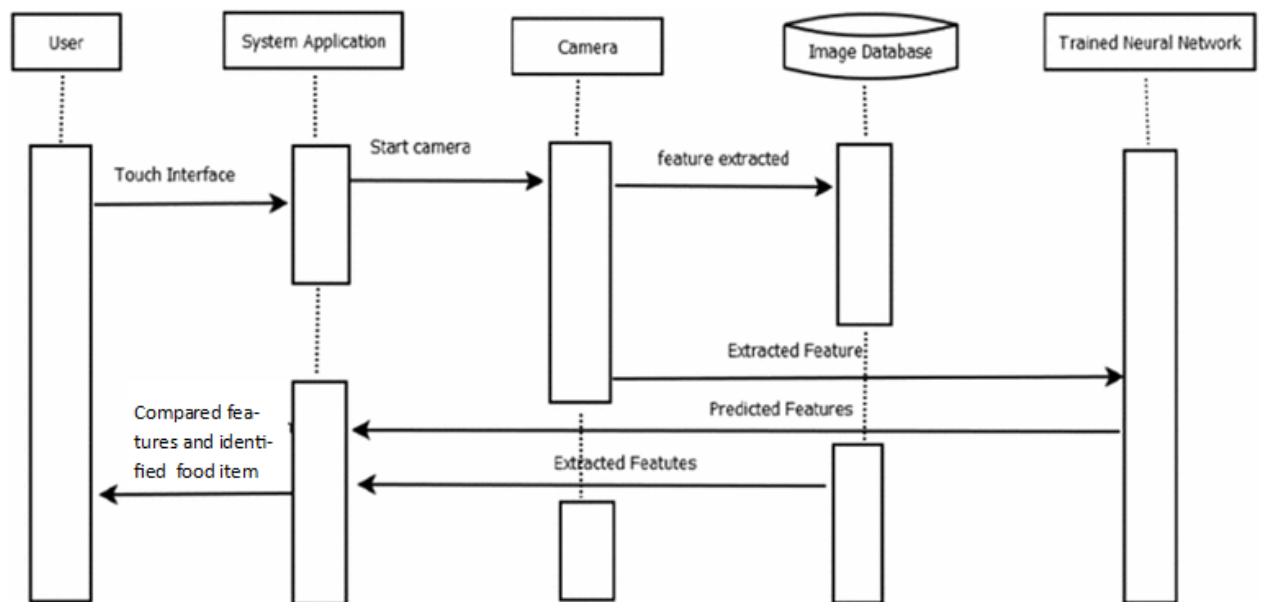 User
System Application
Camera
Image Database
Trained Neural Network
Start camera
feature extracted
Touch Interface
Extracted Feature
Predicted Features
Compared fea-
tures and identi-
fied food item
Extracted Featutes